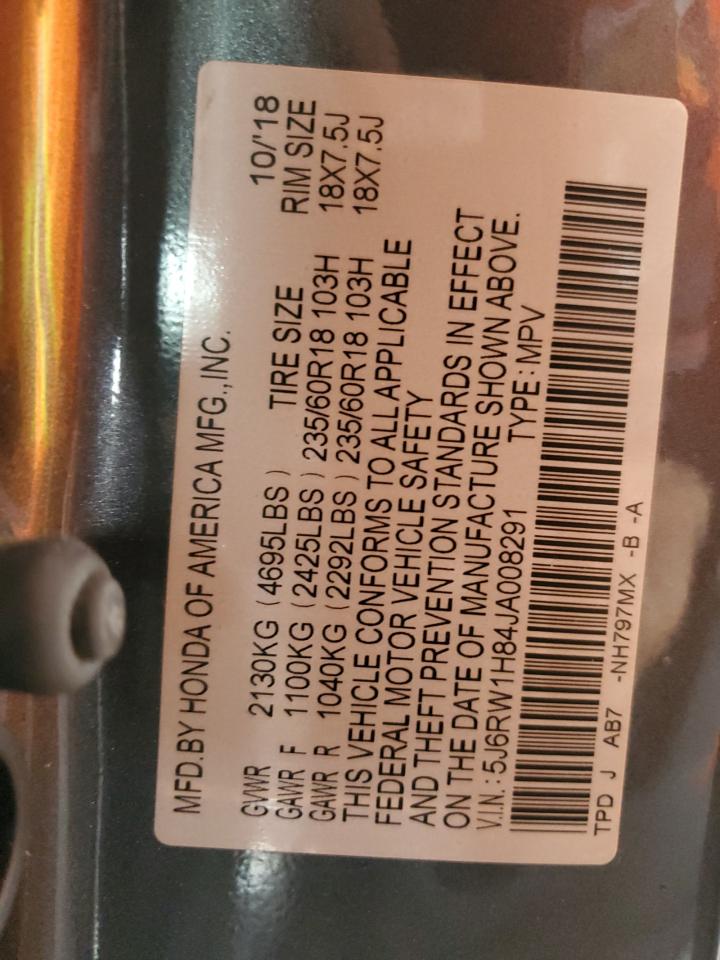 MFD.BY HONDA OF AMERICA MFG.,INC. 10/'18
GVWR 2130KG (4695LBS) TIRE SIZE RIM SIZE
GAWR F 1100KG (2425LBS) 235/60R18 103H 18X7.5J
GAWR R 1040KG (2292LBS) 235/60R18 103H 18X7.5J
THIS VEHICLE CONFORMS TO ALL APPLICABLE
FEDERAL MOTOR VEHICLE SAFETY
AND THEFT PREVENTION STANDARDS IN EFFECT
ON THE DATE OF MANUFACTURE SHOWN ABOVE.
V.I.N.: 5J6RW1H84JA008291 TYPE: MPV
TPD J AB7 -NH797MX -B -A